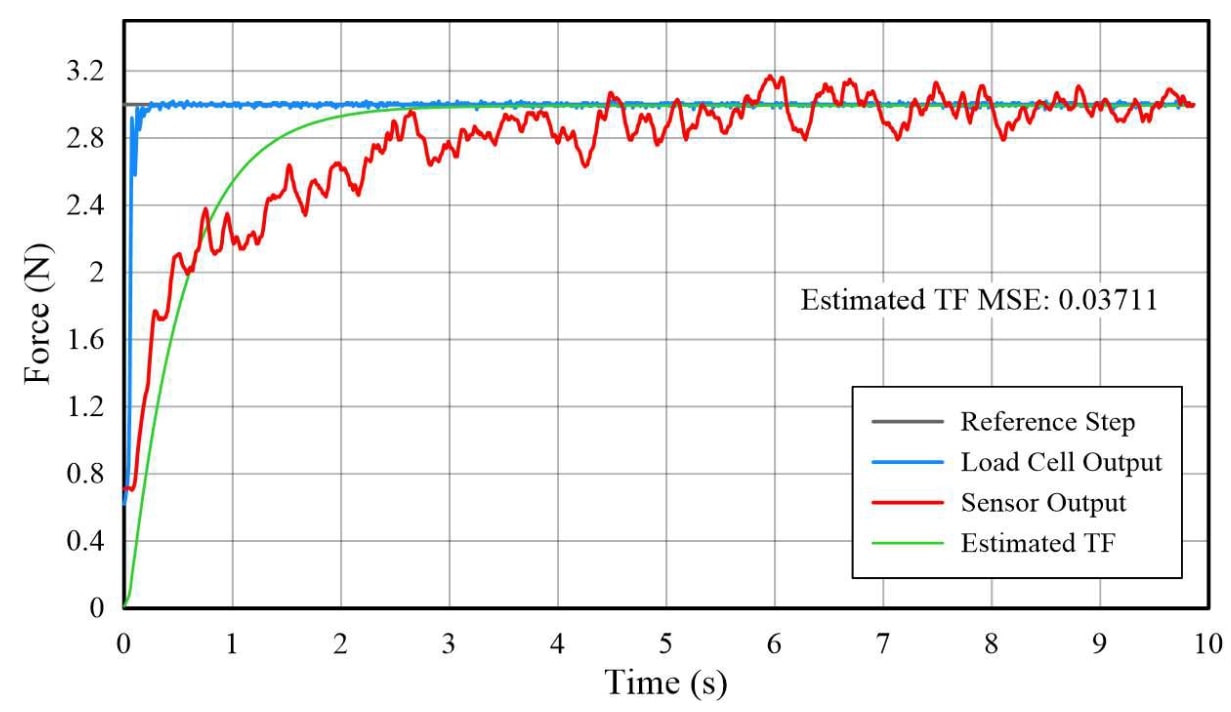 3.2
2.8
2.4
2
1.6
1.2
0.8
0.4
0
Force (N)
Estimated TF MSE: 0.03711
Reference Step
Load Cell Output
Sensor Output
Estimated TF
0 1 2 3 4 5 6 7 8 9 10
Time (s)